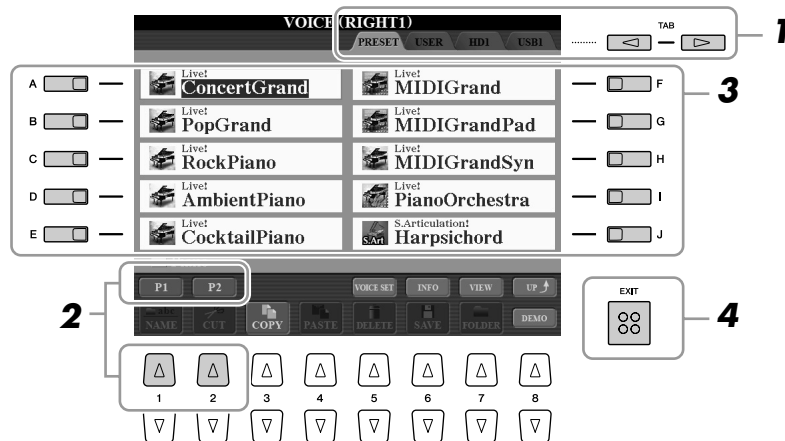 VOICE (RIGHT1)
PRESET USER HD1 USB1
TAB
1
A Live! ConcertGrand Live! MIDIGrand F
3
B Live! PopGrand Live! MIDIGrandPad G
C Live! RockPiano Live! MIDIGrandSyn H
D Live! AmbientPiano Live! PianoOrchestra I
E Live! CocktailPiano S.Art S.Articulation! Harpsichord J
P1 P2 VOICE SET INFO VIEW UP
2
NAME CUT COPY PASTE DELETE SAVE FOLDER DEMO
EXIT
4
1 2 3 4 5 6 7 8